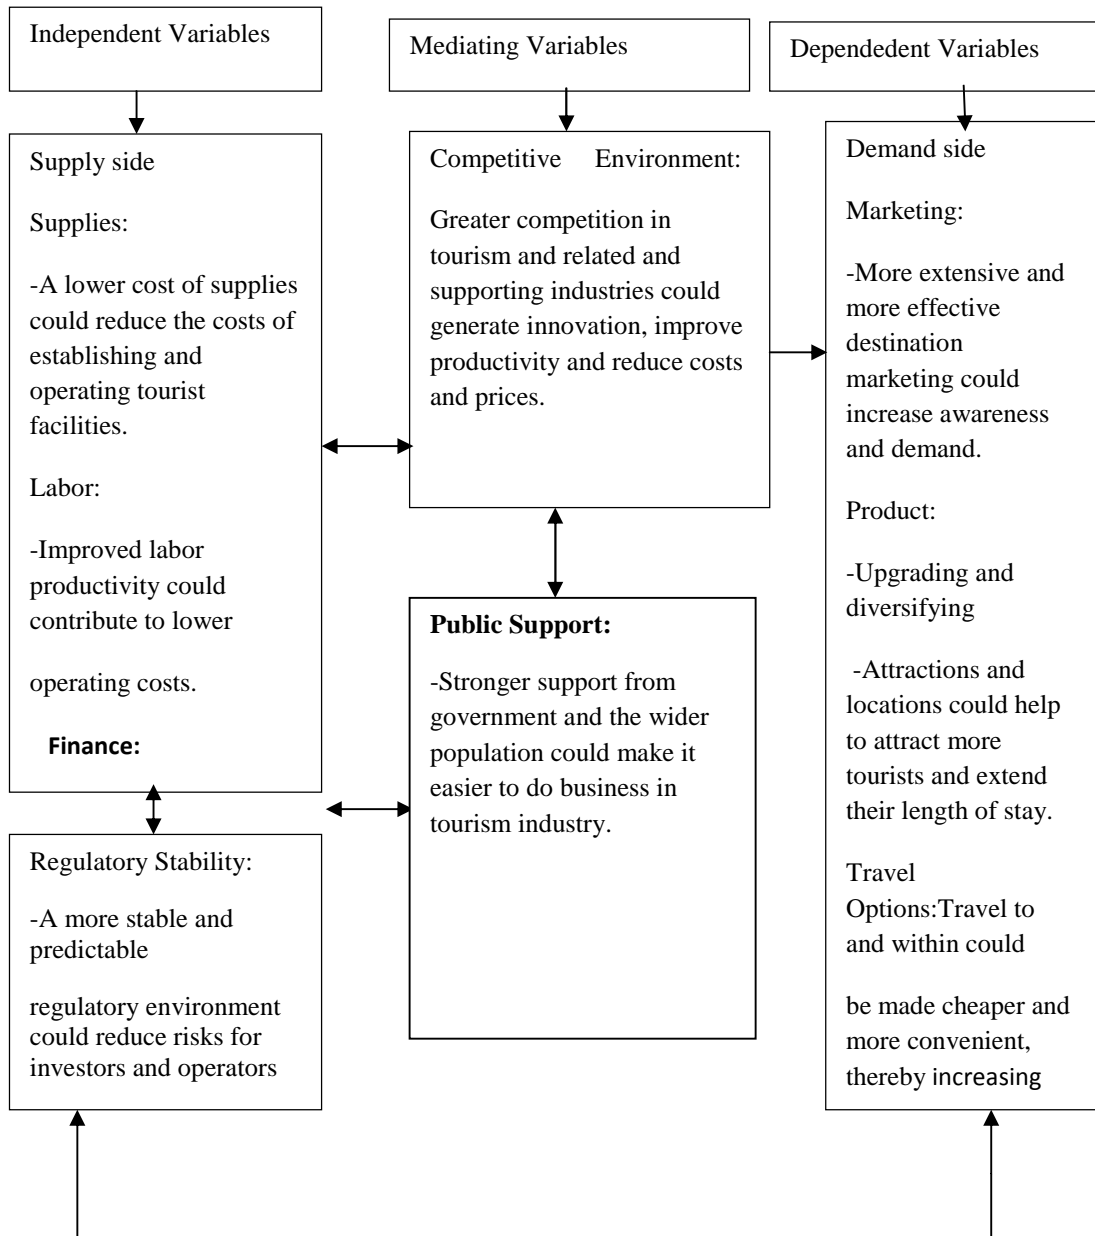 Independent Variables
Mediating Variables
Dependedent Variables
Supply side
Supplies:
-A lower cost of supplies
could reduce the costs of
establishing and
operating tourist
facilities.
Labor:
-Improved labor
productivity could
contribute to lower
operating costs.
Finance:
Regulatory Stability:
-A more stable and
predictable
regulatory environment
could reduce risks for
investors and operators
Competitive Environment:
Greater competition in
tourism and related and
supporting industries could
generate innovation, improve
productivity and reduce costs
and prices.
Public Support:
-Stronger support from
government and the wider
population could make it
easier to do business in
tourism industry.
Demand side
Marketing:
-More extensive and
more effective
destination
marketing could
increase awareness
and demand.
Product:
-Upgrading and
diversifying
-Attractions and
locations could help
to attract more
tourists and extend
their length of stay.
Travel
Options:Travel to
and within could
be made cheaper and
more convenient,
thereby increasing